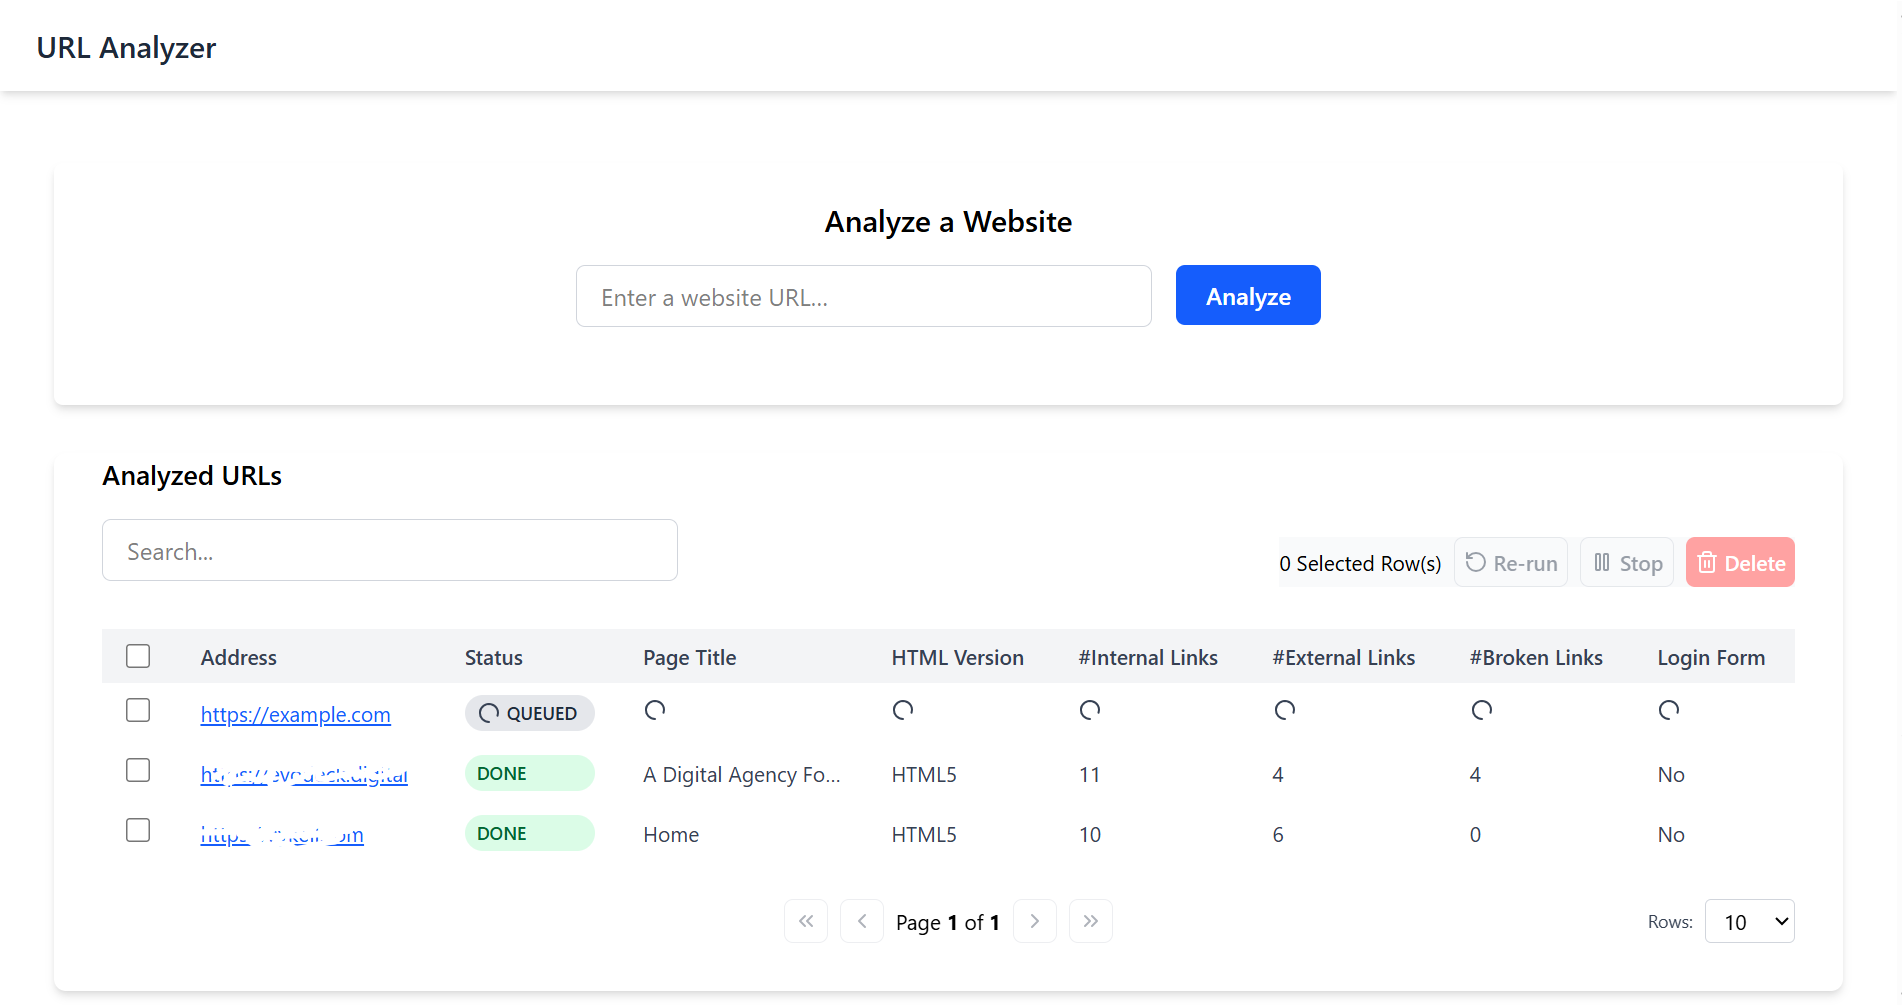 URL Analyzer
Analyze a Website
Enter a website URL...
Analyze
Analyzed URLs
Search...
0 Selected Row(s) Re-run Stop Delete
Address Status Page Title HTML Version #Internal Links #External Links #Broken Links Login Form
https://example.com QUEUED
DONE A Digital Agency Fo... HTML5 11 4 4 No
DONE Home HTML5 10 6 0 No
Page 1 of 1 Rows: 10